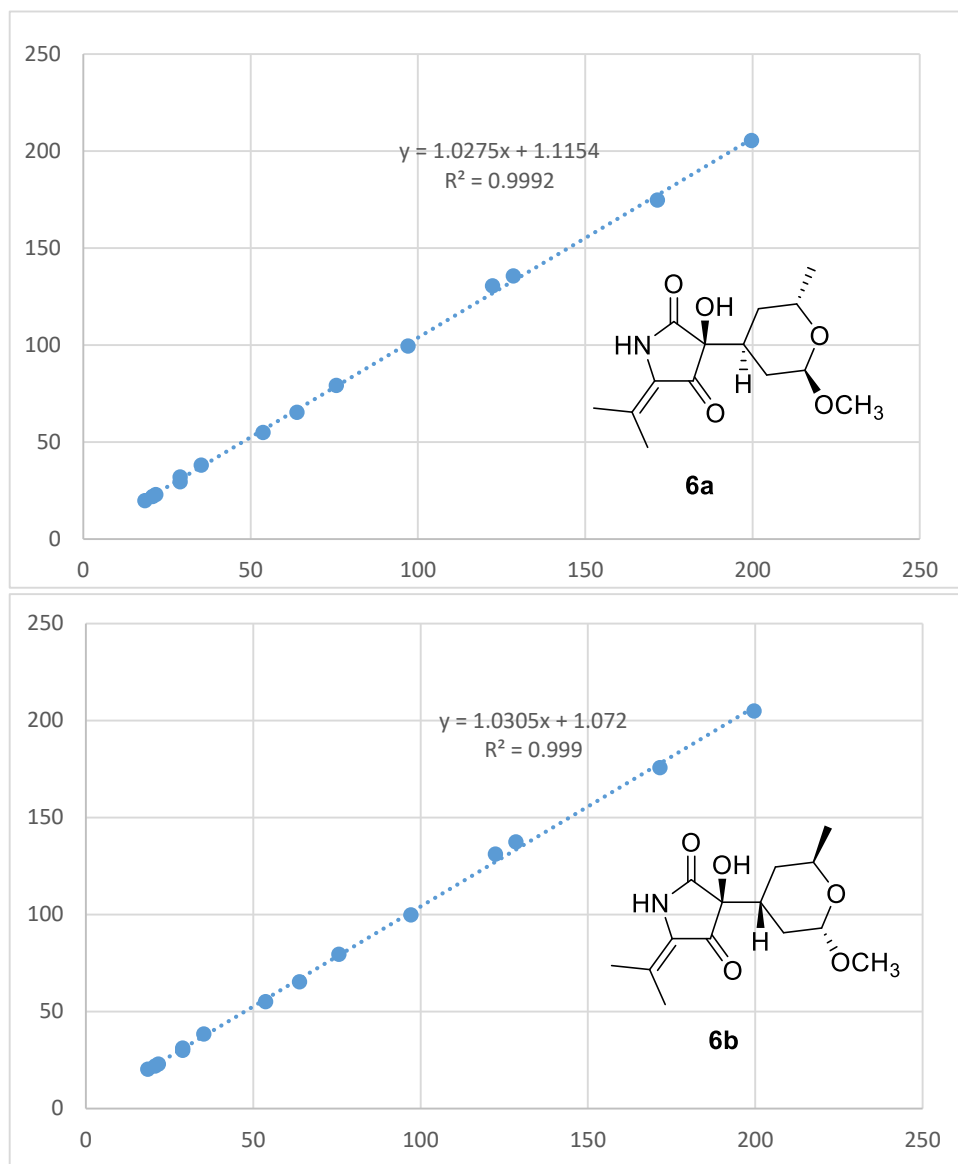 250
200
y = 1.0275x + 1.1154
R² = 0.9992
150
O
OH
O
100
HN
H
O
OCH3
50
6a
0
0 50 100 150 200 250
250
200
y = 1.0305x + 1.072
R² = 0.999
150
O
OH
O
100
HN
H
O
OCH3
50
6b
0
0 50 100 150 200 250